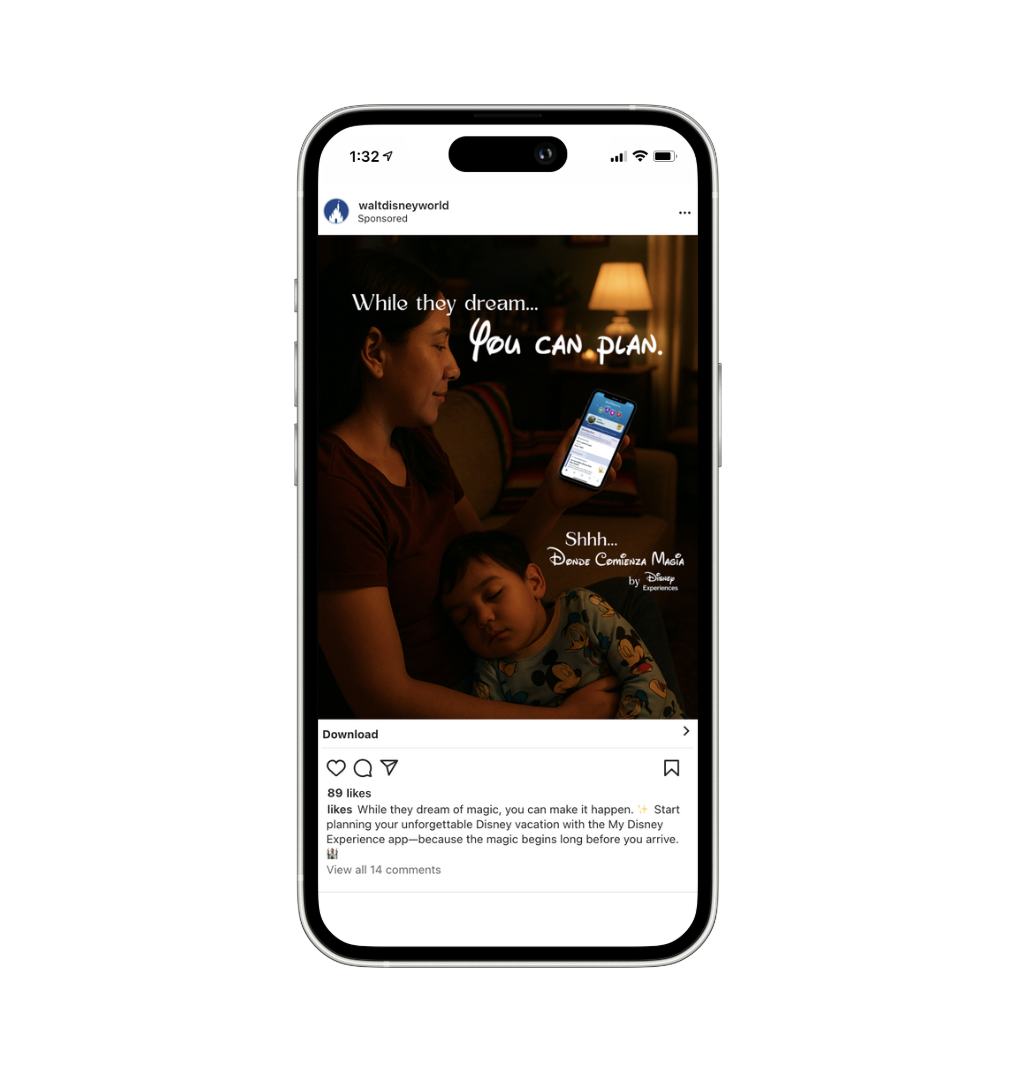 1:32
waltdisneyworld
Sponsored
While they dream...
You can plan.
Shhh...
Donde Comienza Magia
by Disney
Experiences
Download
89 likes
likes While they dream of magic, you can make it happen. ✨ Start
planning your unforgettable Disney vacation with the My Disney
Experience app—because the magic begins long before you arrive.
🏰
View all 14 comments